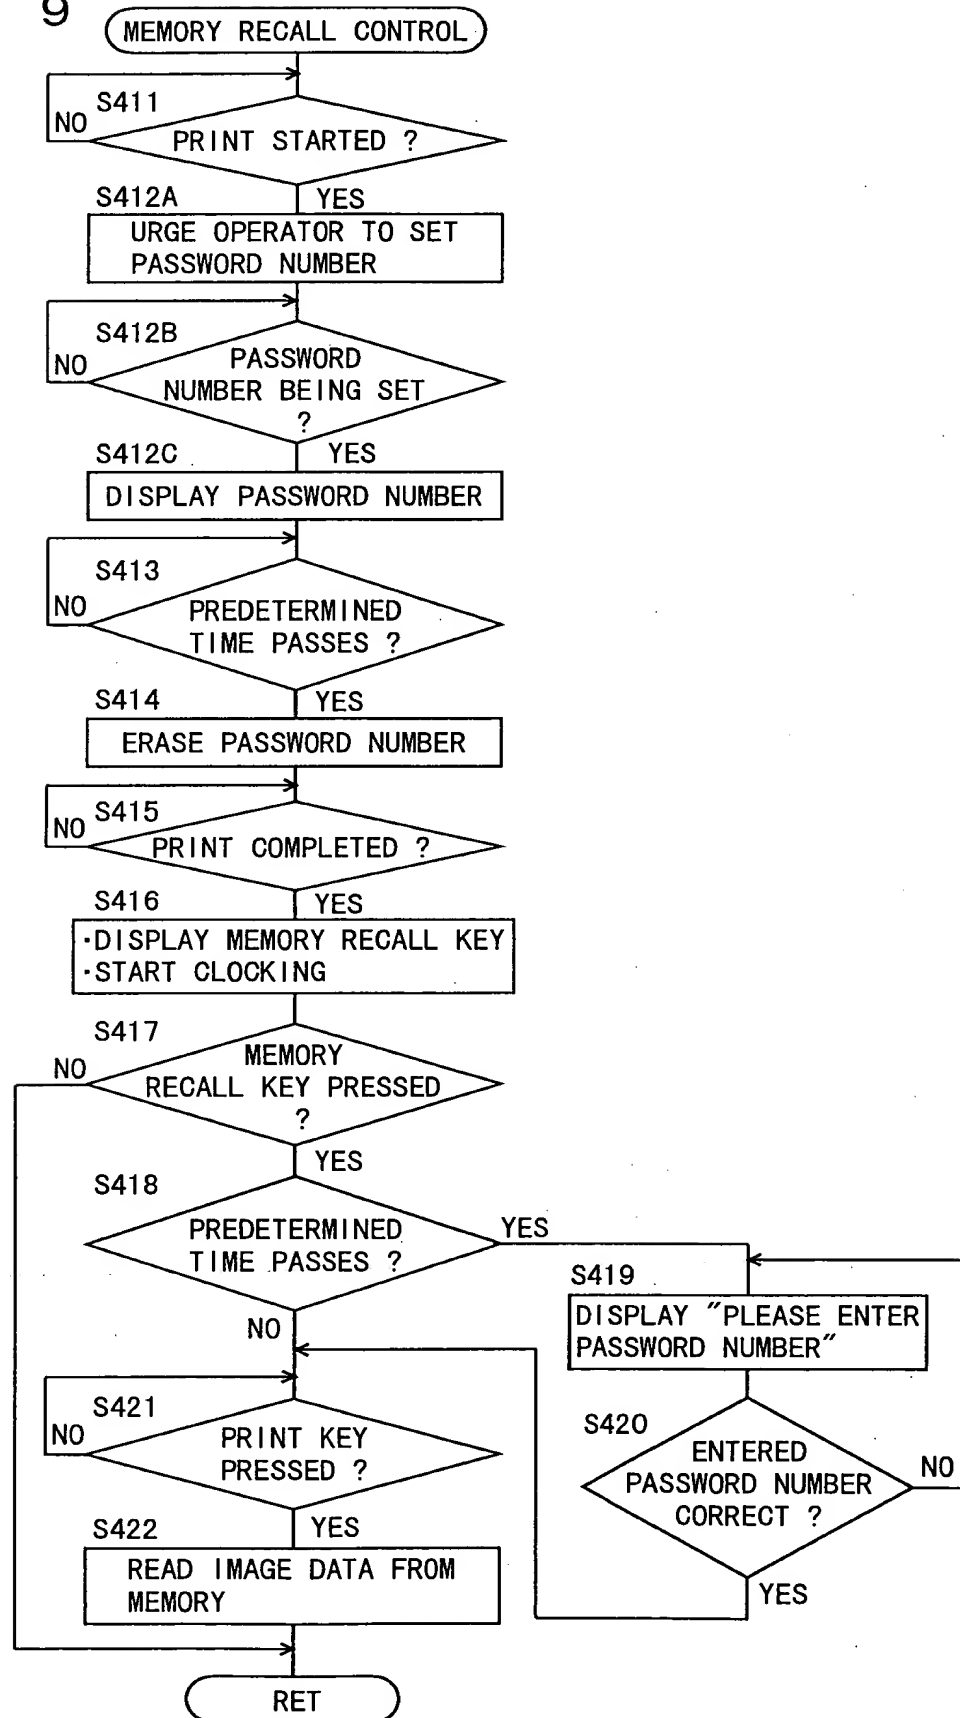 9
MEMORY RECALL CONTROL
S411
NO
PRINT STARTED ?
YES
S412A
URGE OPERATOR TO SET
PASSWORD NUMBER
S412B
NO
PASSWORD
NUMBER BEING SET
?
YES
S412C
DISPLAY PASSWORD NUMBER
S413
NO
PREDETERMINED
TIME PASSES ?
YES
S414
ERASE PASSWORD NUMBER
S415
NO
PRINT COMPLETED ?
YES
S416
·DISPLAY MEMORY RECALL KEY
·START CLOCKING
S417
NO
MEMORY
RECALL KEY PRESSED
?
YES
S418
PREDETERMINED
TIME PASSES ?
YES
NO
S419
DISPLAY "PLEASE ENTER
PASSWORD NUMBER"
S420
ENTERED
PASSWORD NUMBER
CORRECT ?
NO
YES
S421
NO
PRINT KEY
PRESSED ?
YES
S422
READ IMAGE DATA FROM
MEMORY
RET